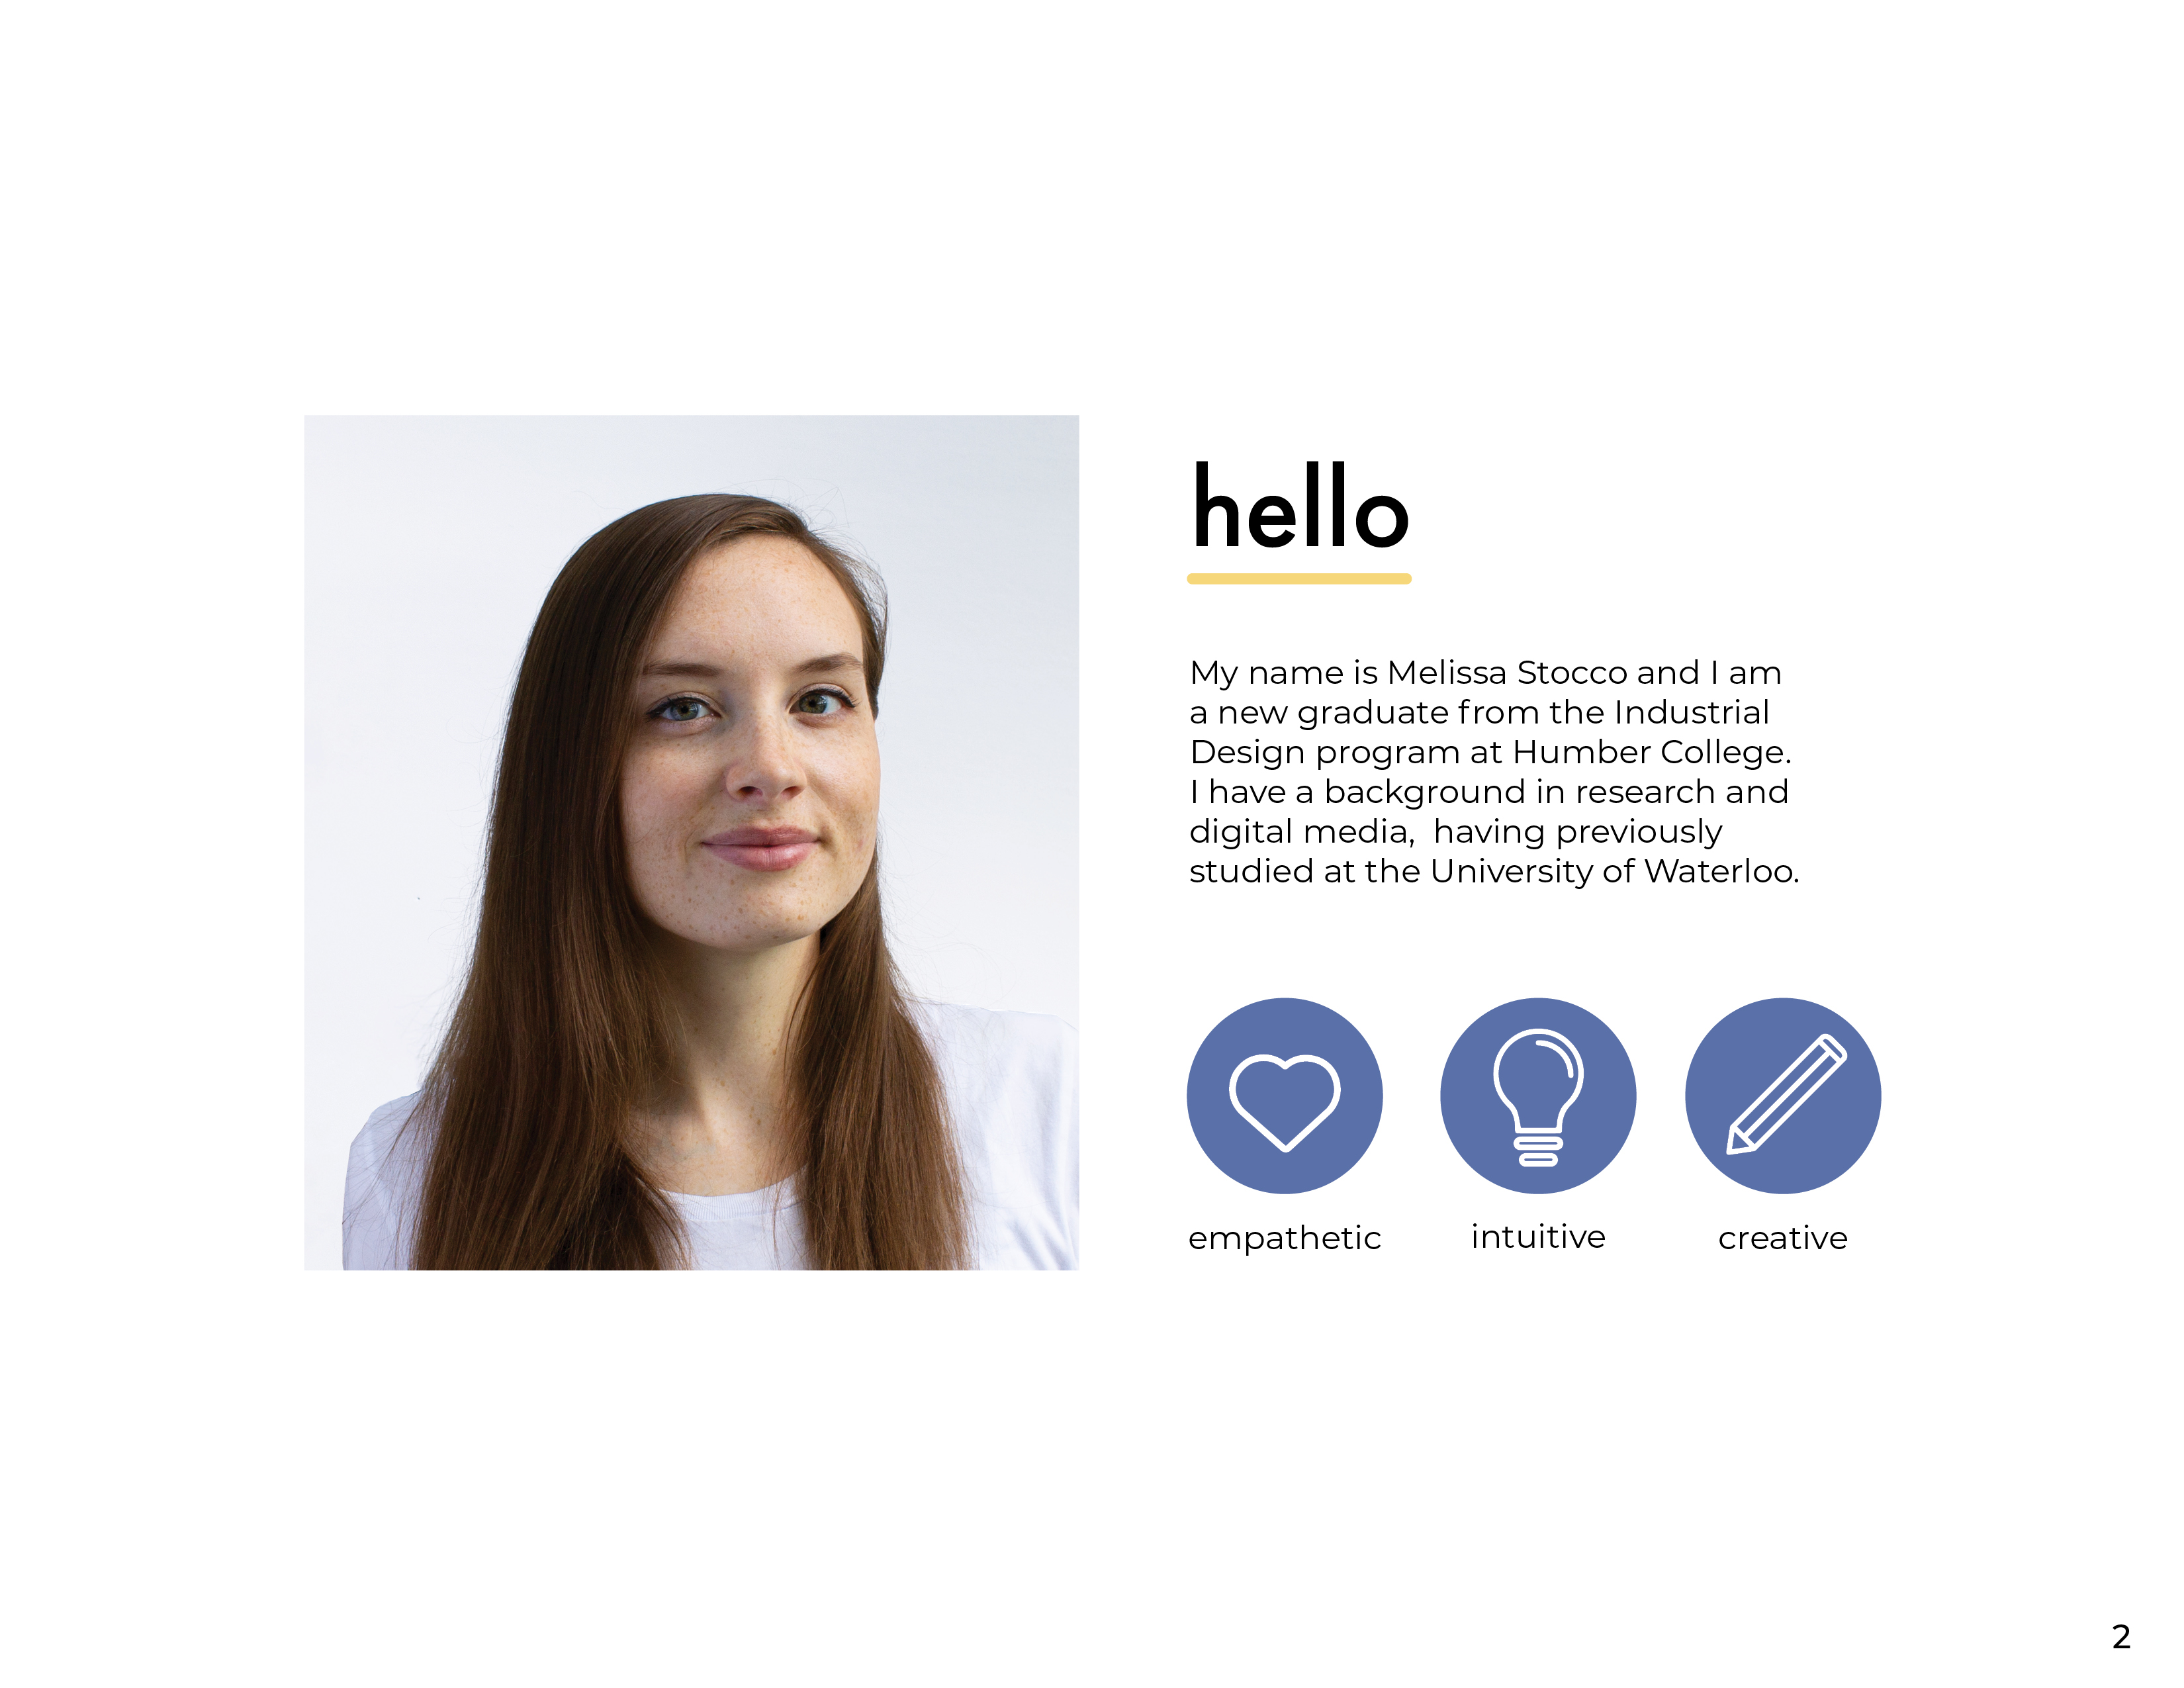 hello
My name is Melissa Stocco and I am
a new graduate from the Industrial
Design program at Humber College.
I have a background in research and
digital media,  having previously
studied at the University of Waterloo.
empathetic
intuitive
creative
2